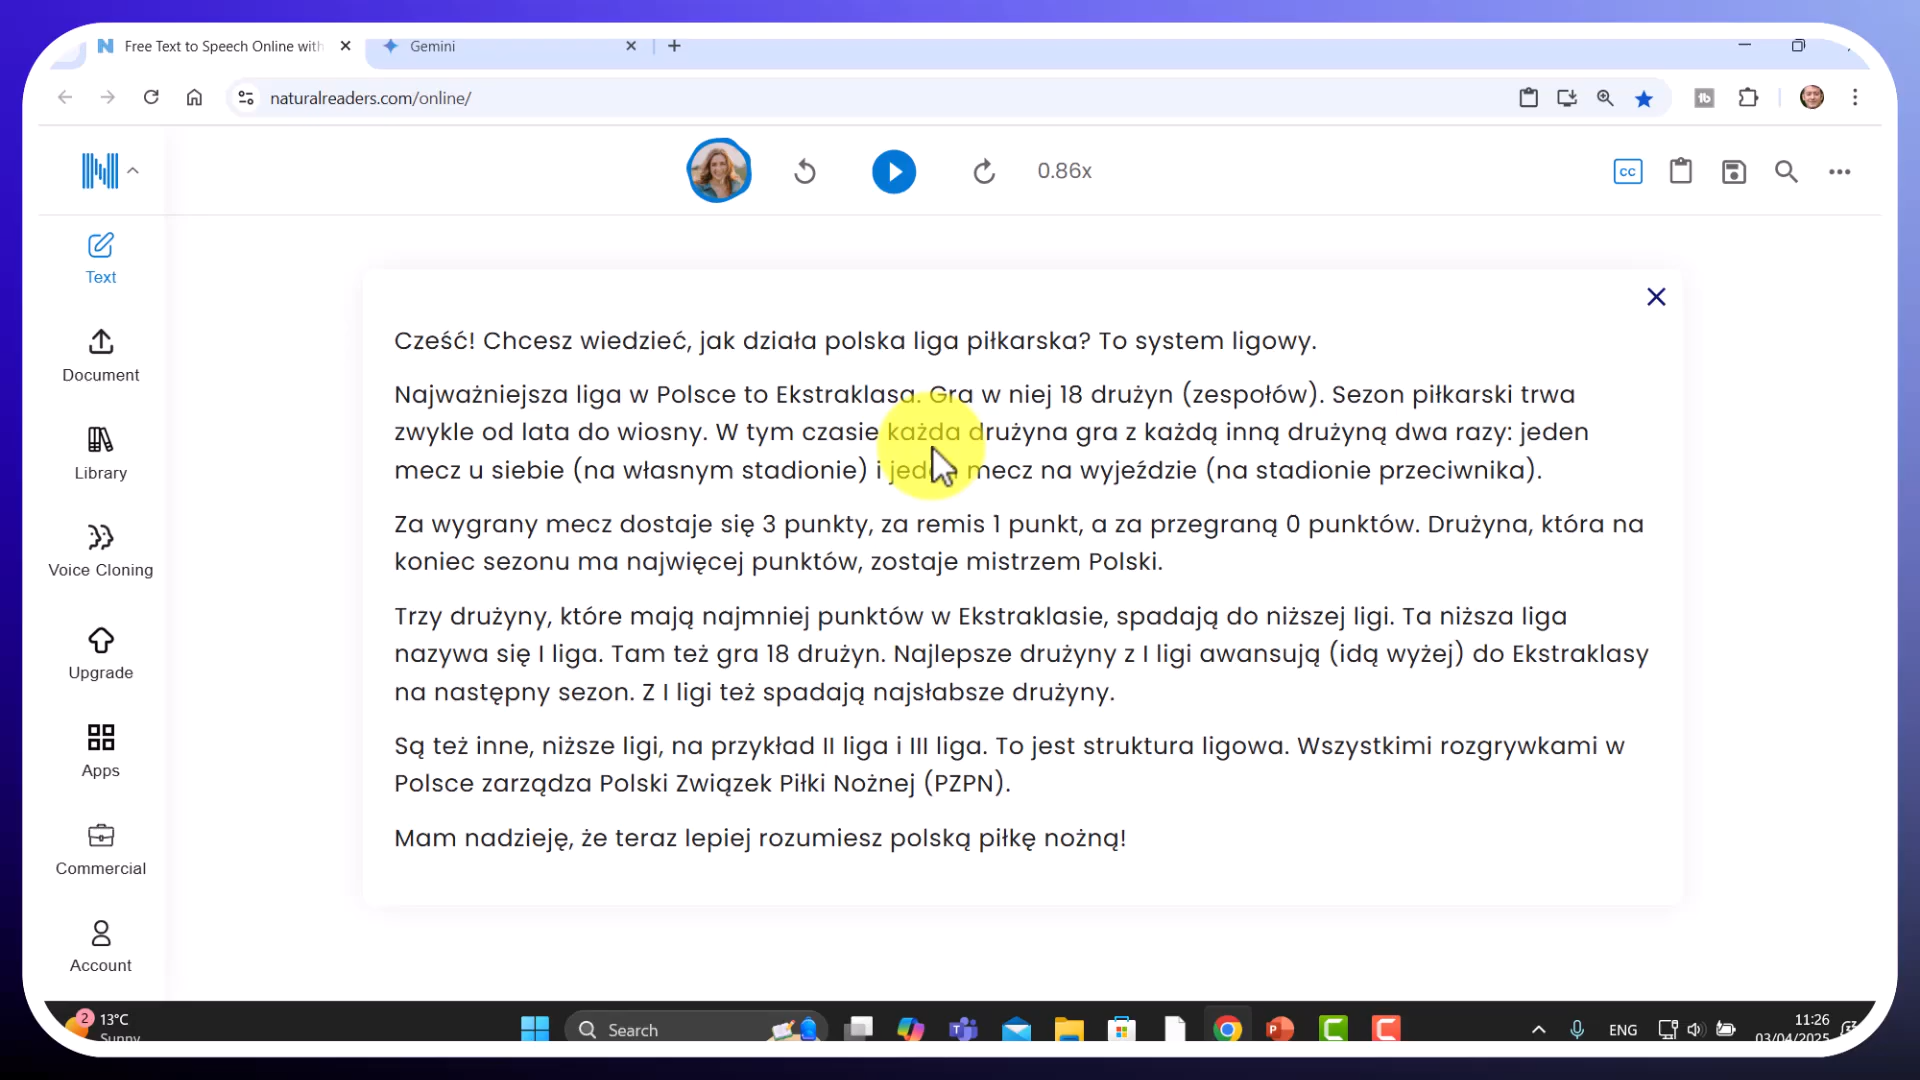 Free Text to Speech Online with
Gemini
naturalreaders.com/online/
0.86x
CC
Text
Document
Library
Voice Cloning
Upgrade
Apps
Commercial
Account
Cześć! Chcesz wiedzieć, jak działa polska liga piłkarska? To system ligowy.
Najważniejsza liga w Polsce to Ekstraklasa. Gra w niej 18 drużyn (zespołów). Sezon piłkarski trwa
zwykle od lata do wiosny. W tym czasie każda drużyna gra z każdą inną drużyną dwa razy: jeden
mecz u siebie (na własnym stadionie) i jeden mecz na wyjeździe (na stadionie przeciwnika).
Za wygrany mecz dostaje się 3 punkty, za remis 1 punkt, a za przegraną 0 punktów. Drużyna, która na
koniec sezonu ma najwięcej punktów, zostaje mistrzem Polski.
Trzy drużyny, które mają najmniej punktów w Ekstraklasie, spadają do niższej ligi. Ta niższa liga
nazywa się I liga. Tam też gra 18 drużyn. Najlepsze drużyny z I ligi awansują (idą wyżej) do Ekstraklasy
na następny sezon. Z I ligi też spadają najsłabsze drużyny.
Są też inne, niższe ligi, na przykład II liga i III liga. To jest struktura ligowa. Wszystkimi rozgrywkami w
Polsce zarządza Polski Związek Piłki Nożnej (PZPN).
Mam nadzieję, że teraz lepiej rozumiesz polską piłkę nożną!
2
13°C
Sunny
Search
ENG
11:26
03/04/2025